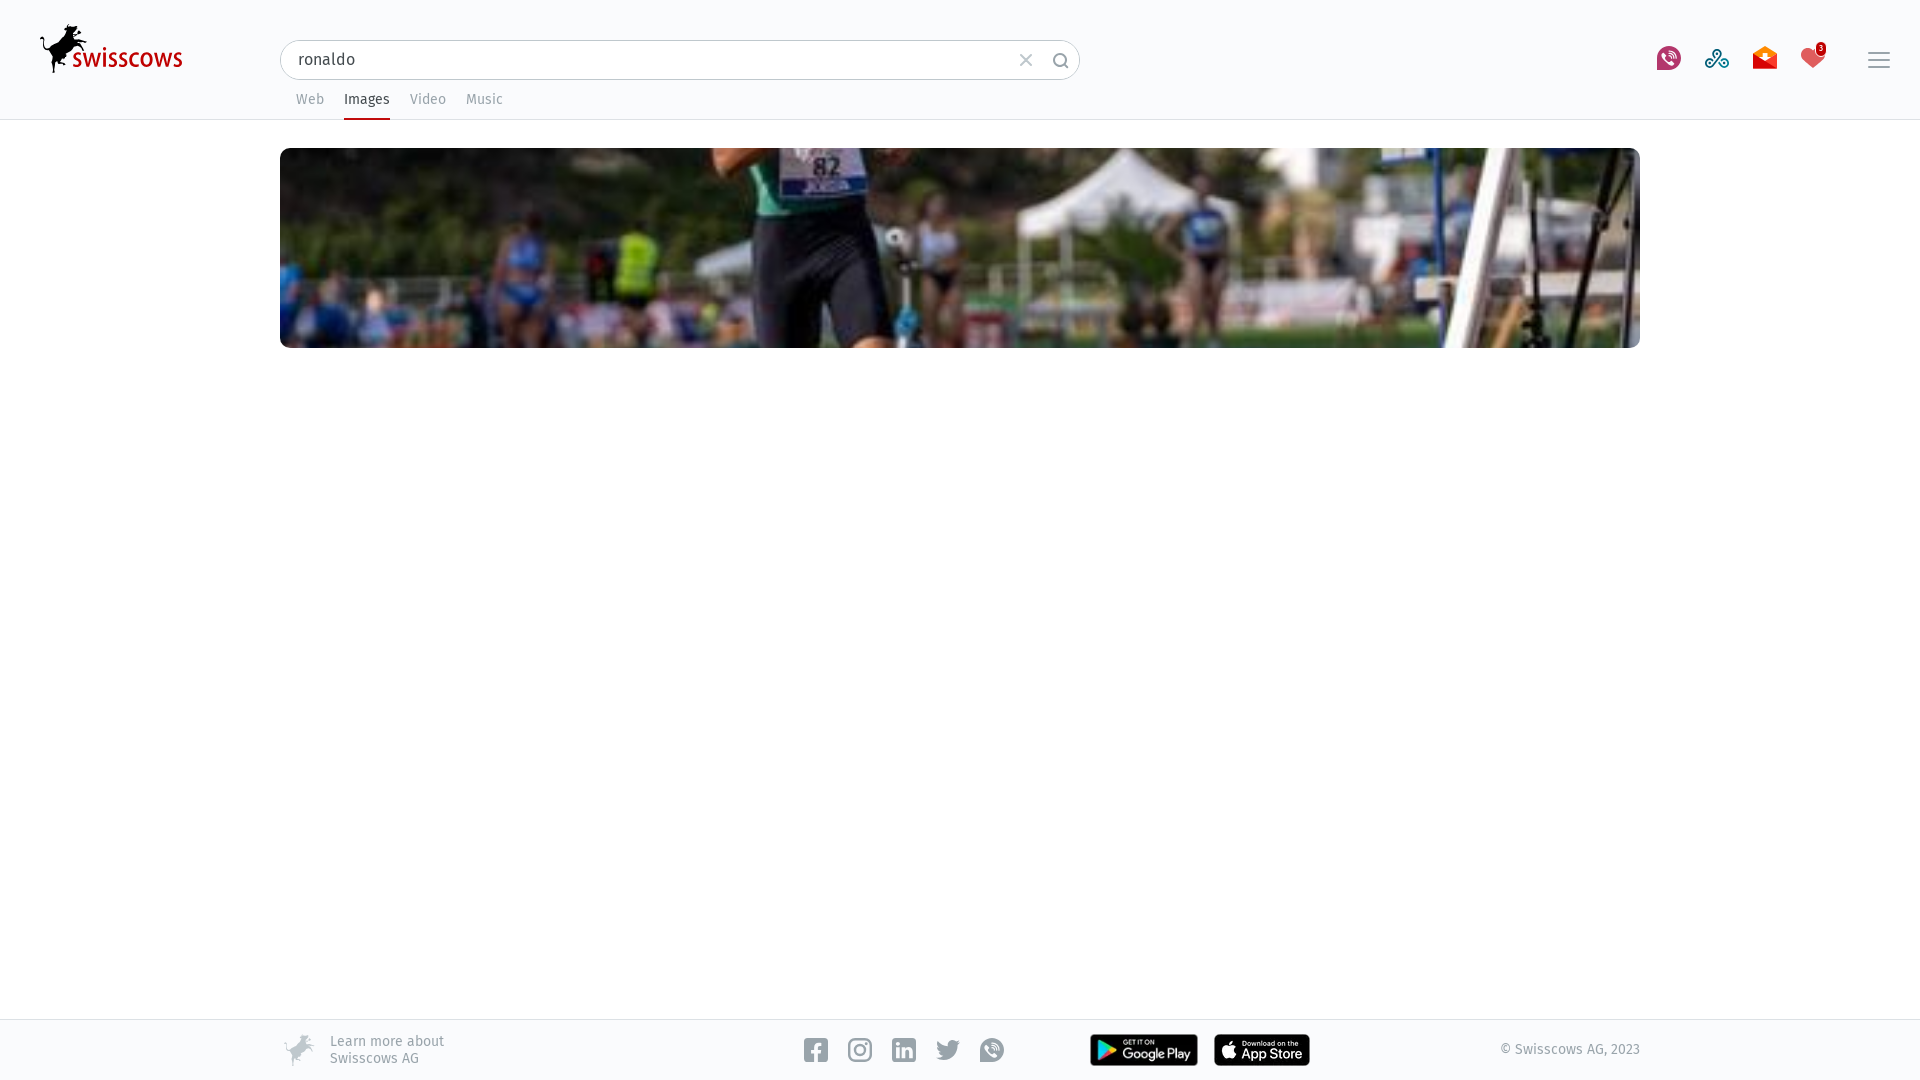 swisscows
ronaldo
3
Web
Images
Video
Music
82
Learn more about
Swisscows AG
GET IT ON
Google Play
Download on the
App Store
© Swisscows AG, 2023